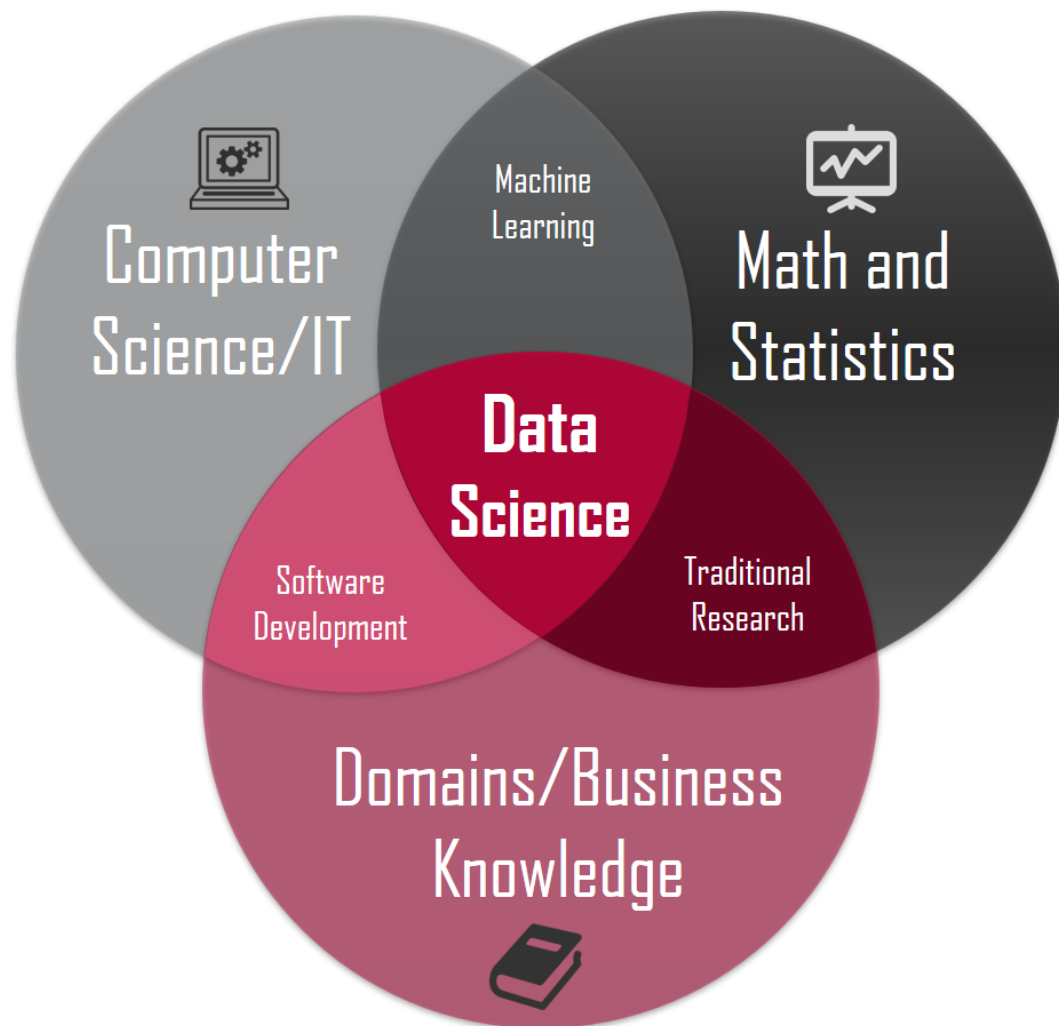 Machine
Learning
Computer
Science/IT
Math and
Statistics
Data
Science
Software
Development
Traditional
Research
Domains/Business
Knowledge